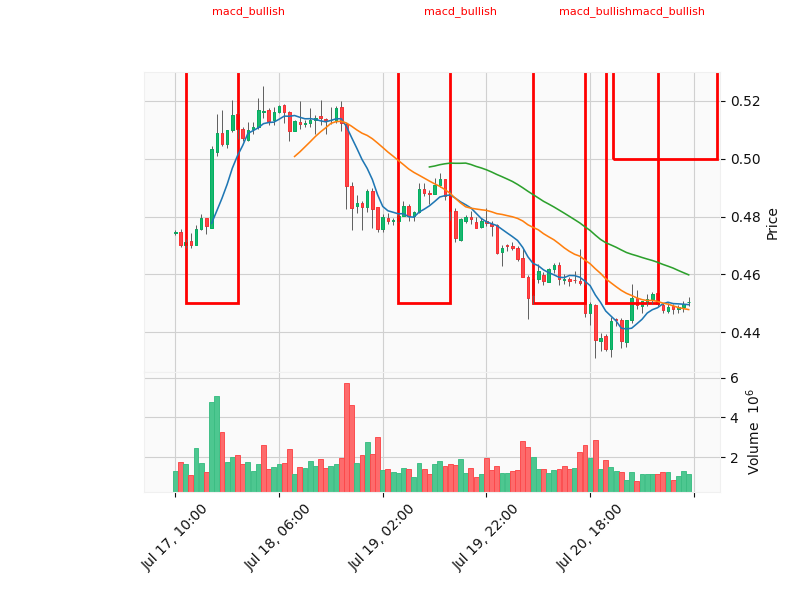 macd_bullish macd_bullish macd_bullish macd_bullish
0.52
0.50
0.48
0.46
0.44
Price
6
4
2
Volume 10^6
Jul 17, 10:00
Jul 18, 06:00
Jul 19, 02:00
Jul 19, 22:00
Jul 20, 18:00